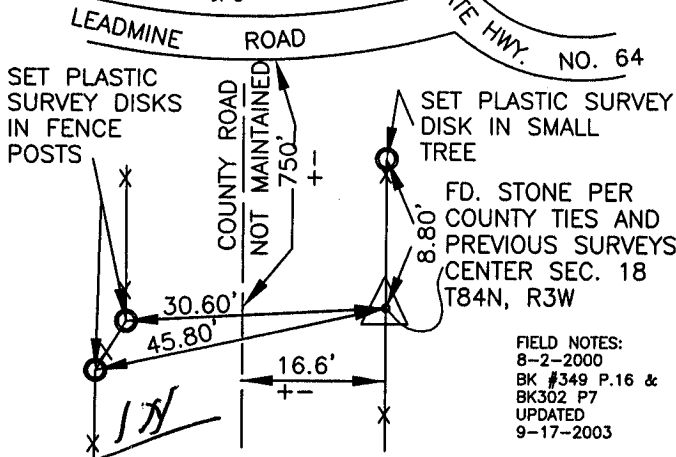 LEADMINE ROAD
HWY. NO. 64
SET PLASTIC
SURVEY DISKS
IN FENCE
POSTS
COUNTY ROAD
NOT MAINTAINED
750'
+-
SET PLASTIC SURVEY
DISK IN SMALL
TREE
8.80'
FD. STONE PER
COUNTY TIES AND
PREVIOUS SURVEYS
CENTER SEC. 18
T84N, R3W
30.60'
45.80'
16.6'
+-
FIELD NOTES:
8-2-2000
BK #349 P.16 &
BK302 P7
UPDATED
9-17-2003